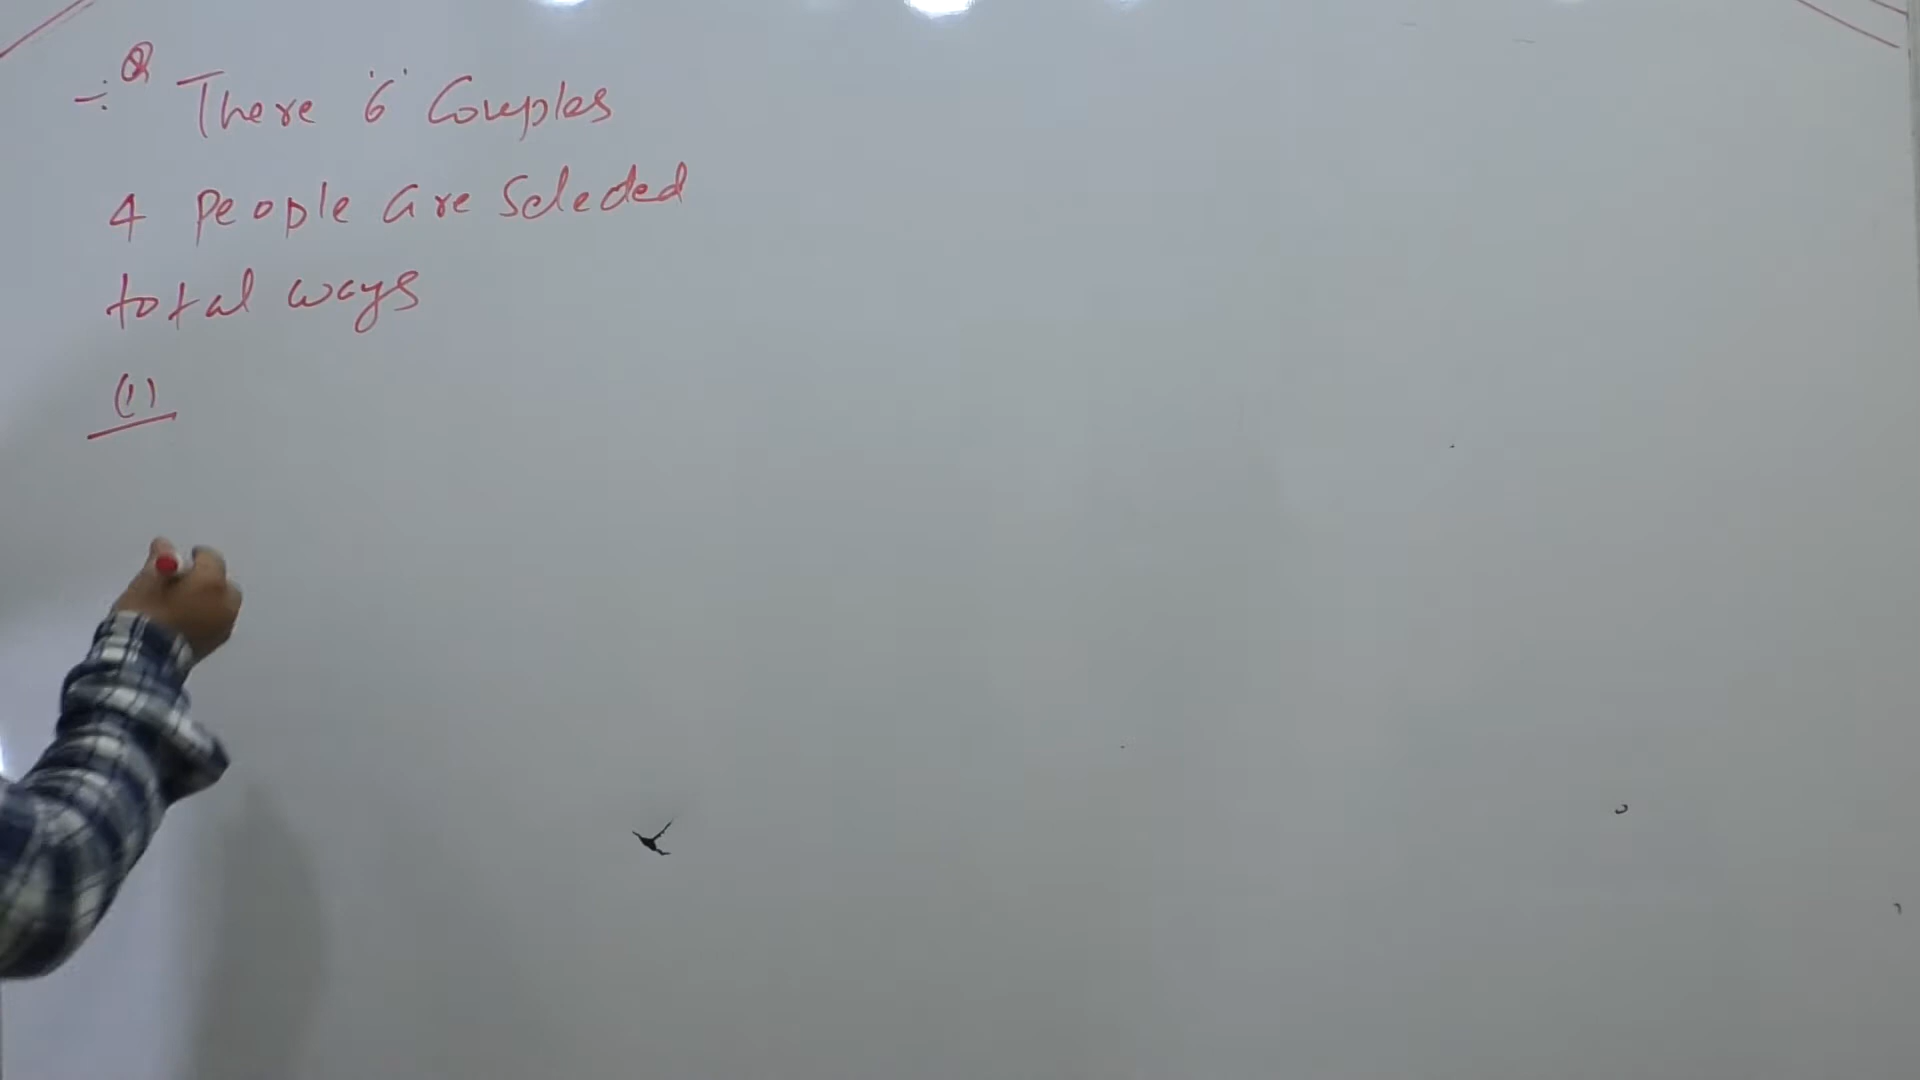 ÷ Q There '6' Couples
4 people are Selected
total ways
(1)